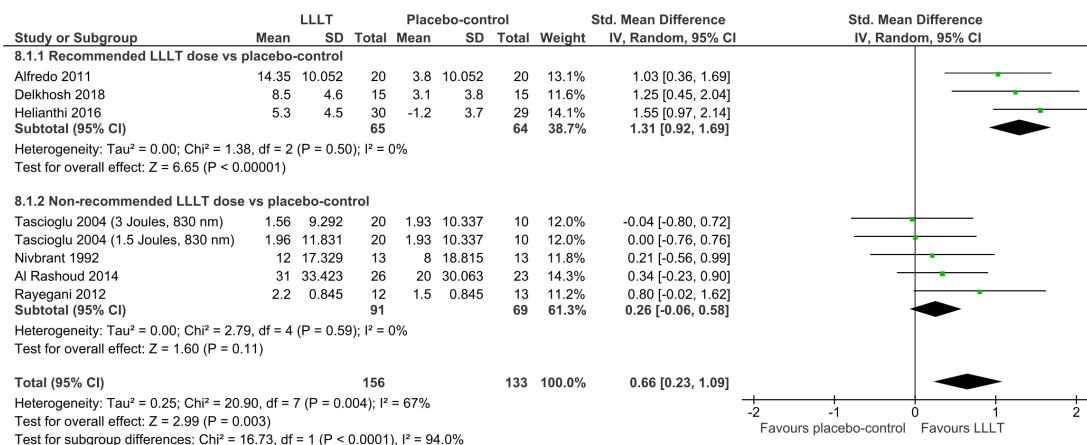 LLLT Placebo-control Std. Mean Difference Std. Mean Difference
Study or Subgroup Mean SD Total Mean SD Total Weight IV, Random, 95% CI IV, Random, 95% CI
8.1.1 Recommended LLLT dose vs placebo-control
Alfredo 2011 14.35 10.052 20 3.8 10.052 20 13.1% 1.03 [0.36, 1.69]
Delkhosh 2018 8.5 4.6 15 3.1 3.8 15 11.6% 1.25 [0.45, 2.04]
Helianthi 2016 5.3 4.5 30 -1.2 3.7 29 14.1% 1.55 [0.97, 2.14]
Subtotal (95% CI) 65 64 38.7% 1.31 [0.92, 1.69]
Heterogeneity: Tau² = 0.00; Chi² = 1.38, df = 2 (P = 0.50); I² = 0%
Test for overall effect: Z = 6.65 (P < 0.00001)
8.1.2 Non-recommended LLLT dose vs placebo-control
Tascioglu 2004 (3 Joules, 830 nm) 1.56 9.292 20 1.93 10.337 10 12.0% -0.04 [-0.80, 0.72]
Tascioglu 2004 (1.5 Joules, 830 nm) 1.96 11.831 20 1.93 10.337 10 12.0% 0.00 [-0.76, 0.76]
Nivbrant 1992 12 17.329 13 8 18.815 13 11.8% 0.21 [-0.56, 0.99]
Al Rashoud 2014 31 33.423 26 20 30.063 23 14.3% 0.34 [-0.23, 0.90]
Rayegani 2012 2.2 0.845 12 1.5 0.845 13 11.2% 0.80 [-0.02, 1.62]
Subtotal (95% CI) 91 69 61.3% 0.26 [-0.06, 0.58]
Heterogeneity: Tau² = 0.00; Chi² = 2.79, df = 4 (P = 0.59); I² = 0%
Test for overall effect: Z = 1.60 (P = 0.11)
Total (95% CI) 156 133 100.0% 0.66 [0.23, 1.09]
Heterogeneity: Tau² = 0.25; Chi² = 20.90, df = 7 (P = 0.004); I² = 67%
Test for overall effect: Z = 2.99 (P = 0.003)
Test for subgroup differences: Chi² = 16.73, df = 1 (P < 0.0001), I² = 94.0%
-2 -1 0 1 2
Favours placebo-control Favours LLLT